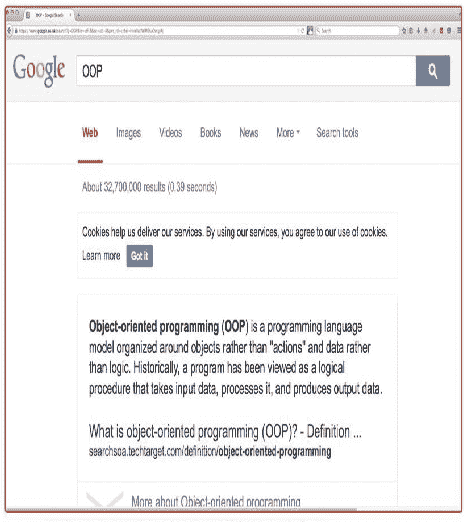 OOP - Google Search
Search
Google
OOP
Web Images Videos Books News More Search tools
About 32,700,000 results (0.39 seconds)
Cookies help us deliver our services. By using our services, you agree to our use of cookies.
Learn more Got it
Object-oriented programming (OOP) is a programming language
model organized around objects rather than "actions" and data rather
than logic. Historically, a program has been viewed as a logical
procedure that takes input data, processes it, and produces output data.
What is object-oriented programming (OOP)? - Definition ...
searchsoa.techtarget.com/definition/object-oriented-programming
More about Object-oriented programming